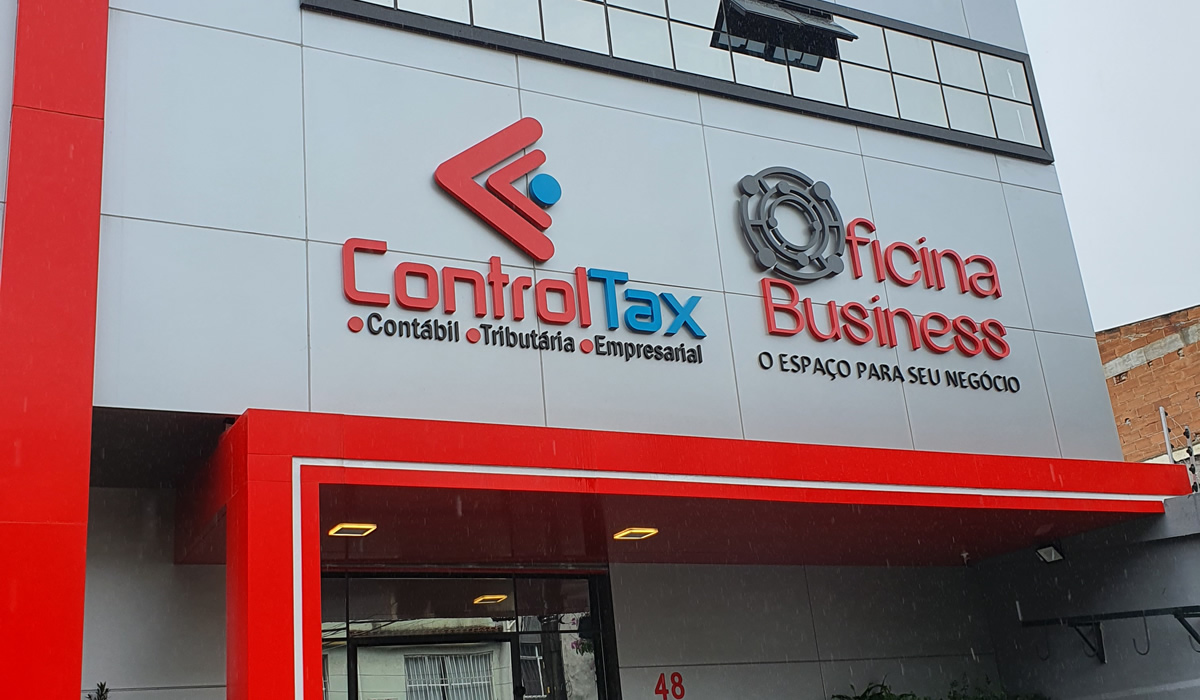 ControlTax
•Contábil •Tributária •Empresarial
Oficina
Business
O ESPAÇO PARA SEU NEGÓCIO
48